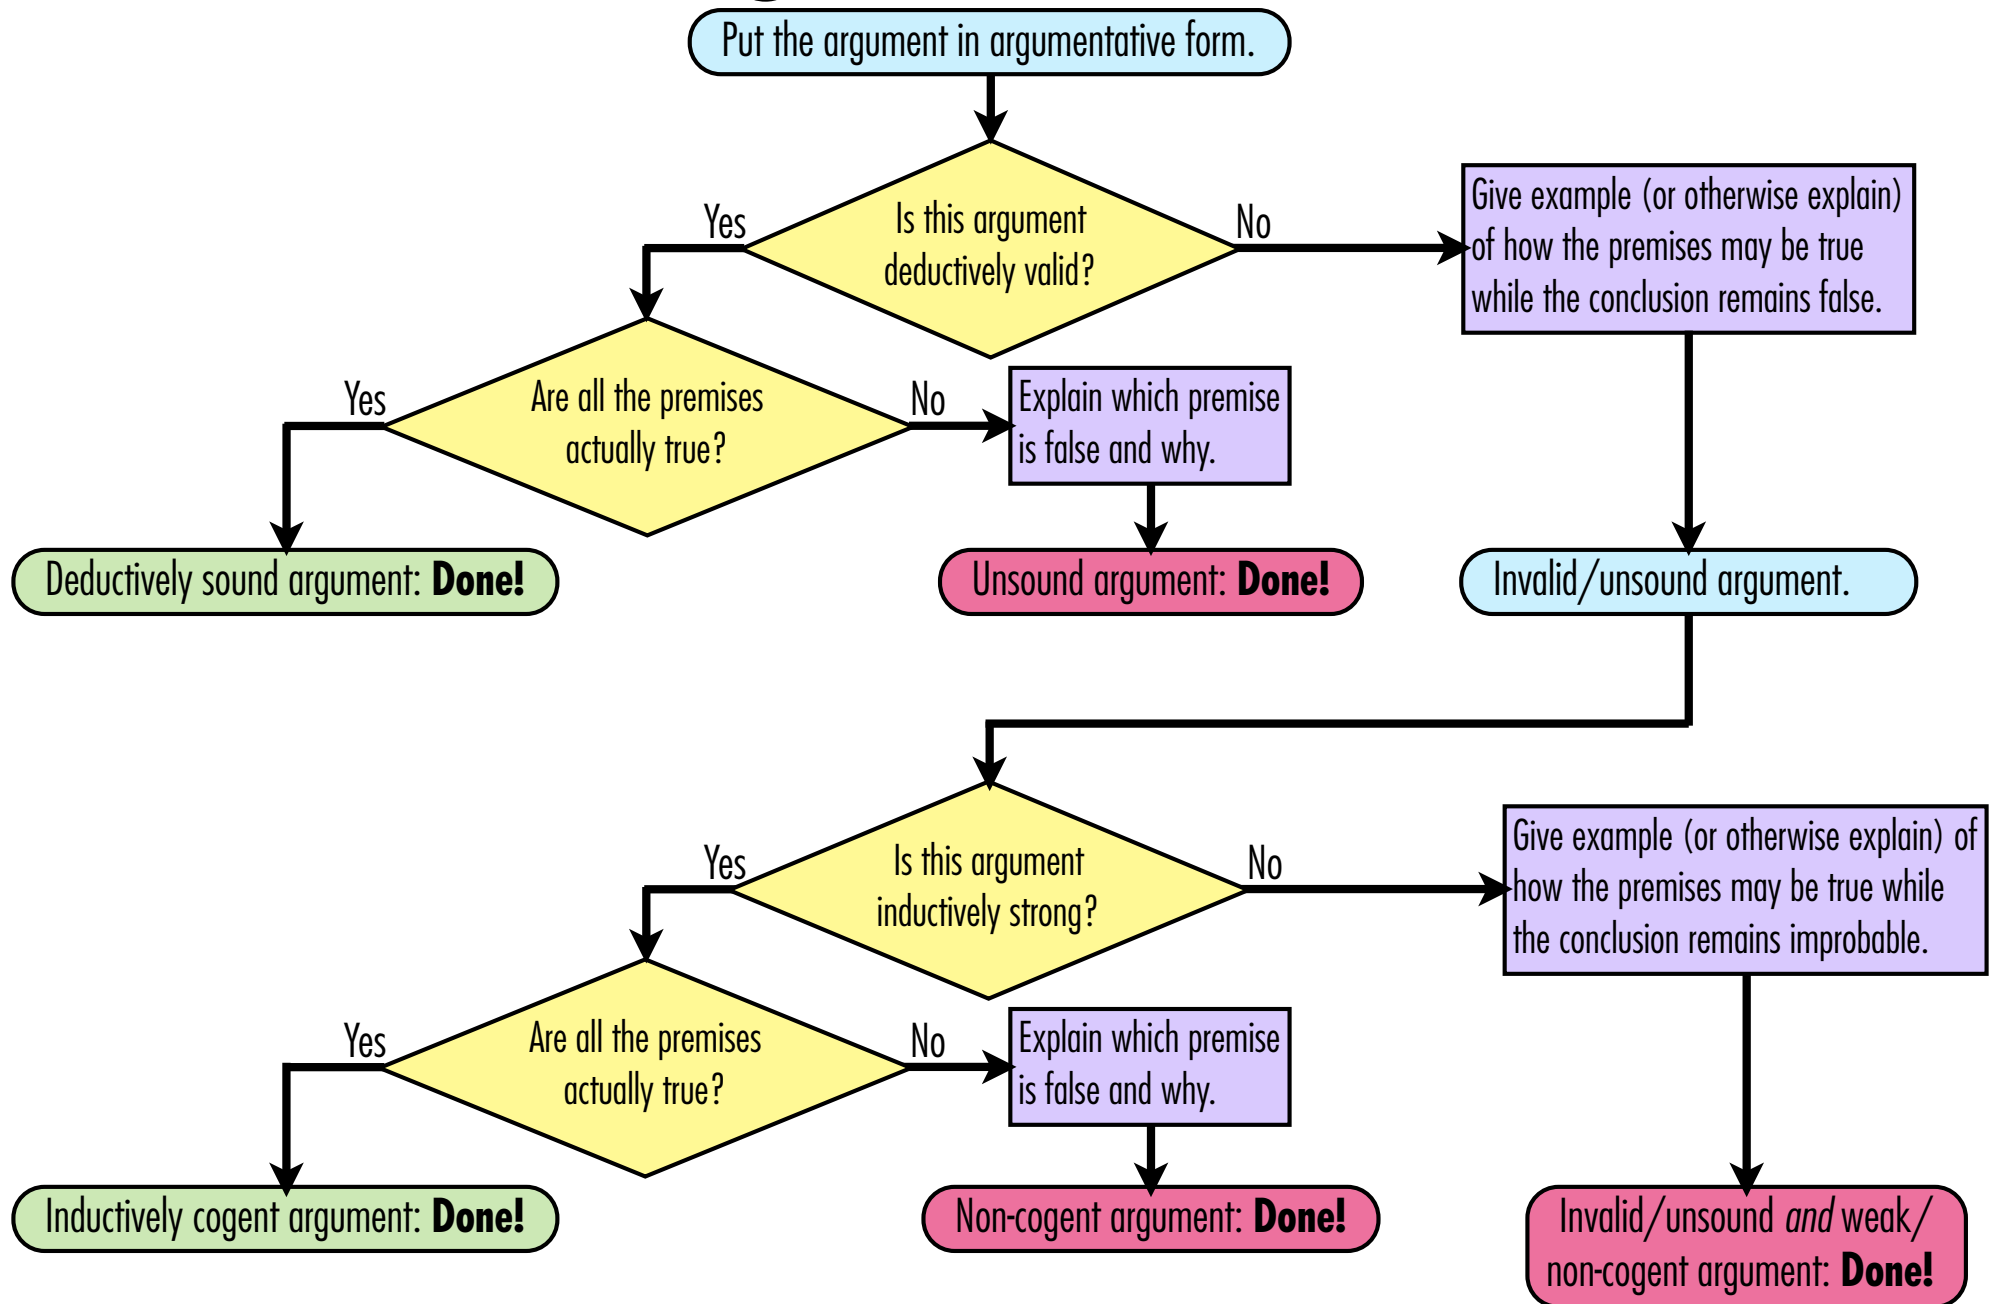 Put the argument in argumentative form.
Yes
Is this argument
deductively valid?
No
Give example (or otherwise explain)
of how the premises may be true
while the conclusion remains false.
Yes
Are all the premises
actually true?
No
Explain which premise
is false and why.
Deductively sound argument: Done!
Unsound argument: Done!
Invalid/unsound argument.
Yes
Is this argument
inductively strong?
No
Give example (or otherwise explain) of
how the premises may be true while
the conclusion remains improbable.
Yes
Are all the premises
actually true?
No
Explain which premise
is false and why.
Inductively cogent argument: Done!
Non-cogent argument: Done!
Invalid/unsound and weak/
non-cogent argument: Done!